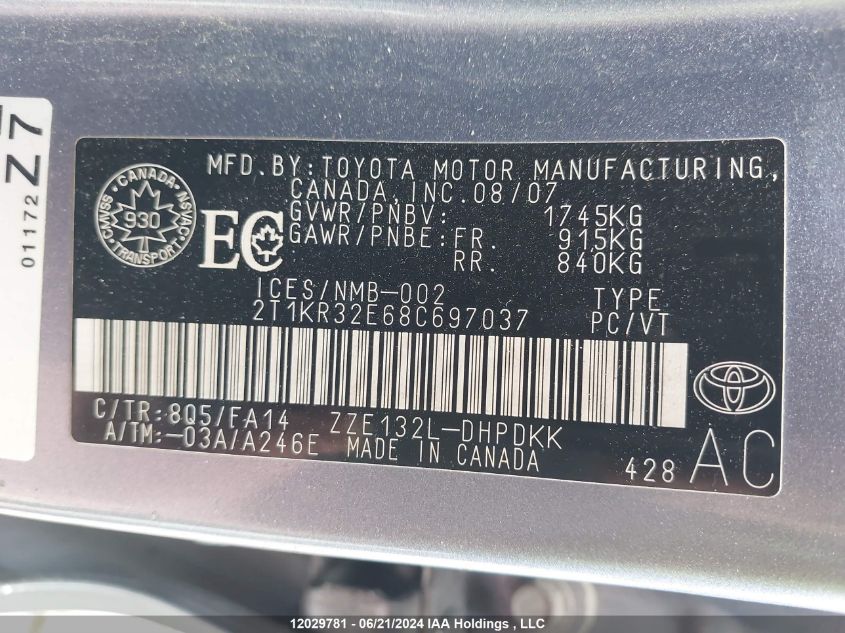 Z7
01172
CMVSS · CANADA · NSVAC
930
TRANSPORT
EC
MFD.BY:TOYOTA MOTOR MANUFACTURING,
CANADA,INC.08/07
GVWR/PNBV: 1745KG
GAWR/PNBE:FR. 915KG
RR. 840KG
ICES/NMB-002 TYPE
2T1KR32E68C697037 PC/VT
C/TR:8Q5/FA14 ZZE132L-DHPDKK
A/TM:-03A/A246E MADE IN CANADA
428 AC
12029781 - 06/21/2024 IAA Holdings , LLC